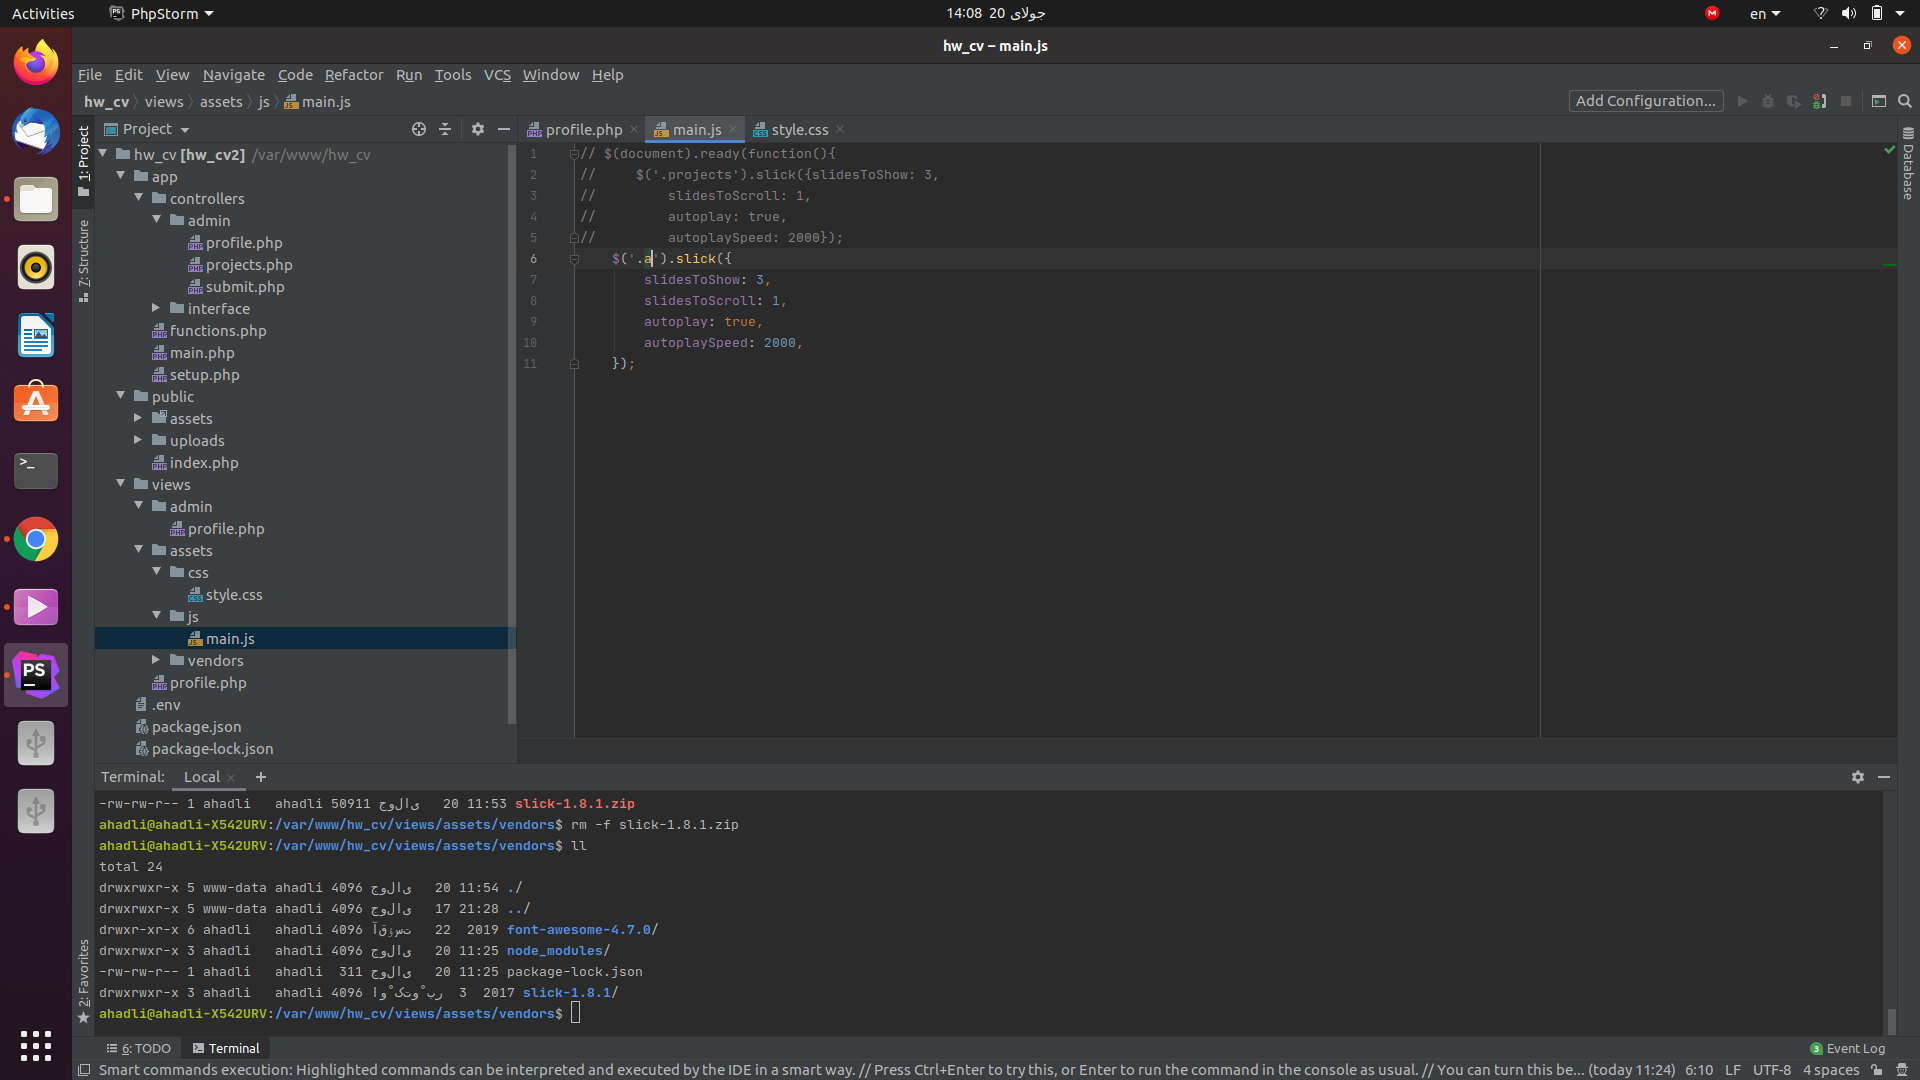 Activities
PhpStorm
14:08 20 جولای
en
hw_cv – main.js
File Edit View Navigate Code Refactor Run Tools VCS Window Help
hw_cv views assets js main.js
Add Configuration...
Project
profile.php
main.js
style.css
1: Project
7: Structure
2: Favorites
Database
hw_cv [hw_cv2] /var/www/hw_cv
app
controllers
admin
profile.php
projects.php
submit.php
interface
functions.php
main.php
setup.php
public
assets
uploads
index.php
views
admin
profile.php
assets
css
style.css
js
main.js
vendors
profile.php
.env
package.json
package-lock.json
1 // $(document).ready(function(){
2 //     $('.projects').slick({slidesToShow: 3,
3 //         slidesToScroll: 1,
4 //         autoplay: true,
5 //         autoplaySpeed: 2000});
6     $('.a').slick({
7         slidesToShow: 3,
8         slidesToScroll: 1,
9         autoplay: true,
10         autoplaySpeed: 2000,
11     });
Terminal: Local
-rw-rw-r-- 1 ahadli   ahadli 50911 جولای   20 11:53 slick-1.8.1.zip
ahadli@ahadli-X542URV:/var/www/hw_cv/views/assets/vendors$ rm -f slick-1.8.1.zip
ahadli@ahadli-X542URV:/var/www/hw_cv/views/assets/vendors$ ll
total 24
drwxrwxr-x 5 www-data ahadli 4096 جولای   20 11:54 ./
drwxrwxr-x 5 www-data ahadli 4096 جولای   17 21:28 ../
drwxr-xr-x 6 ahadli   ahadli 4096 22  2019 font-awesome-4.7.0/
drwxrwxr-x 3 ahadli   ahadli 4096 جولای   20 11:25 node_modules/
-rw-rw-r-- 1 ahadli   ahadli  311 جولای   20 11:25 package-lock.json
drwxrwxr-x 3 ahadli   ahadli 4096 3  2017 slick-1.8.1/
ahadli@ahadli-X542URV:/var/www/hw_cv/views/assets/vendors$
6: TODO
Terminal
3 Event Log
Smart commands execution: Highlighted commands can be interpreted and executed by the IDE in a smart way. // Press Ctrl+Enter to try this, or Enter to run the command in the console as usual. // You can turn this be... (today 11:24)
6:10 LF UTF-8 4 spaces